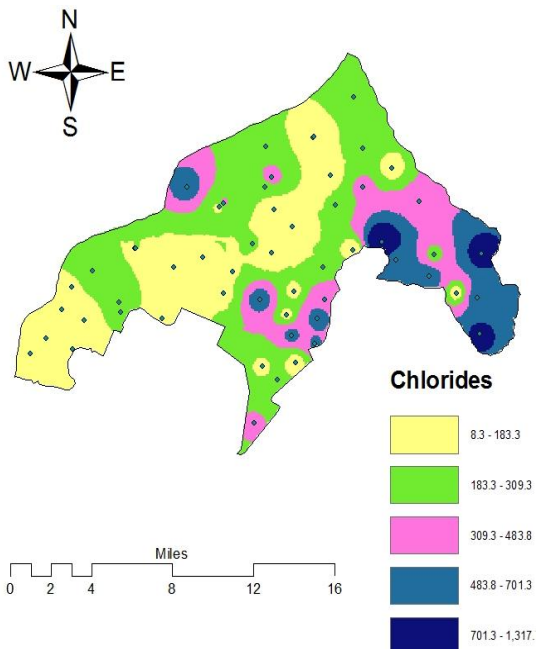 N
W E
S
Chlorides
8.3 - 183.3
183.3 - 309.3
309.3 - 483.8
483.8 - 701.3
701.3 - 1,317.
Miles
0 2 4 8 12 16